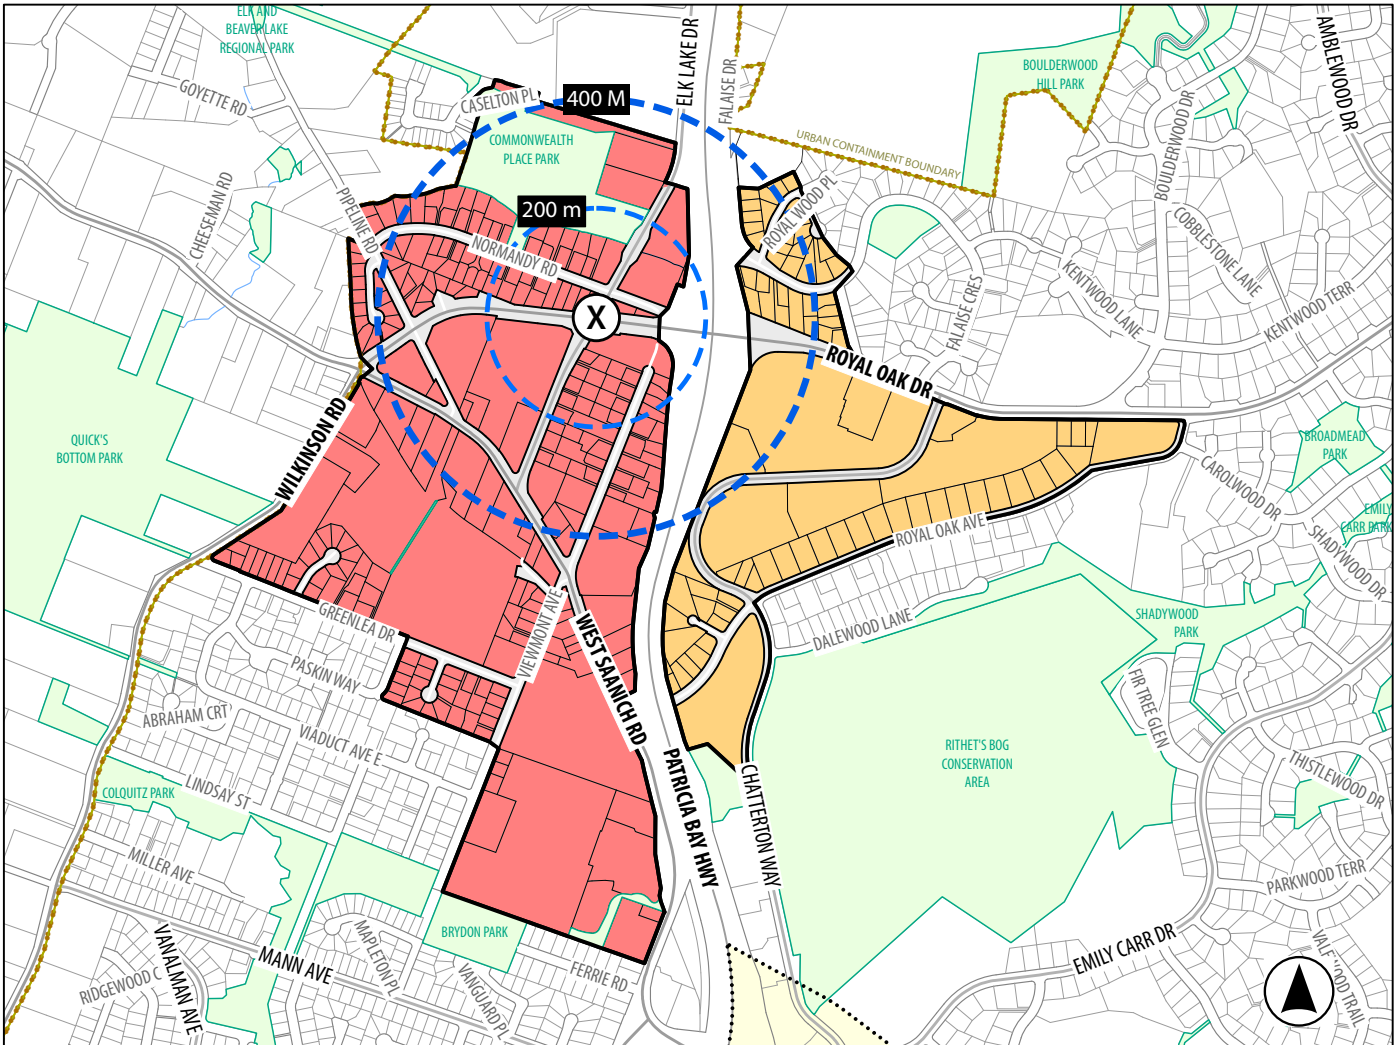 ELK AND
BEAVER LAKE
REGIONAL PARK
GOYETTE RD
CASELTON PL
400 M
ELK LAKE DR
FALAISE DR
BOULDERWOOD
HILL PARK
AMBLEWOOD DR
COMMONWEALTH
PLACE PARK
URBAN CONTAINMENT BOUNDARY
BOULDERWOOD DR
CHEESEMAN RD
PIPELINE RD
200 m
ROYAL WOOD PL
COBBLESTONE LANE
NORMANDY RD
KENTWOOD LANE
KENTWOOD TERR
FALAISE CRES
X
ROYAL OAK DR
WILKINSON RD
QUICK'S
BOTTOM PARK
BROADMEAD
PARK
CAROLWOOD DR
EMILY
CARR PARK
ROYAL OAK AVE
SHADYWOOD DR
GREENLEA DR
VIEWMONT AVE
WEST SAANICH RD
DALEWOOD LANE
SHADYWOOD
PARK
PASKIN WAY
ABRAHAM CRT
VIADUCT AVE E
FIR TREE GLEN
RITHET'S BOG
CONSERVATION
AREA
PATRICIA BAY HWY
CHATTERTON WAY
THISTLEWOOD DR
COLQUITZ PARK
LINDSAY ST
MILLER AVE
PARKWOOD TERR
BRYDON PARK
MAPLETON PL
VANALMAN AVE
MANN AVE
RIDGEWOOD C
VANGUARD PL
FERRIE RD
EMILY CARR DR
VALEWOOD TRAIL